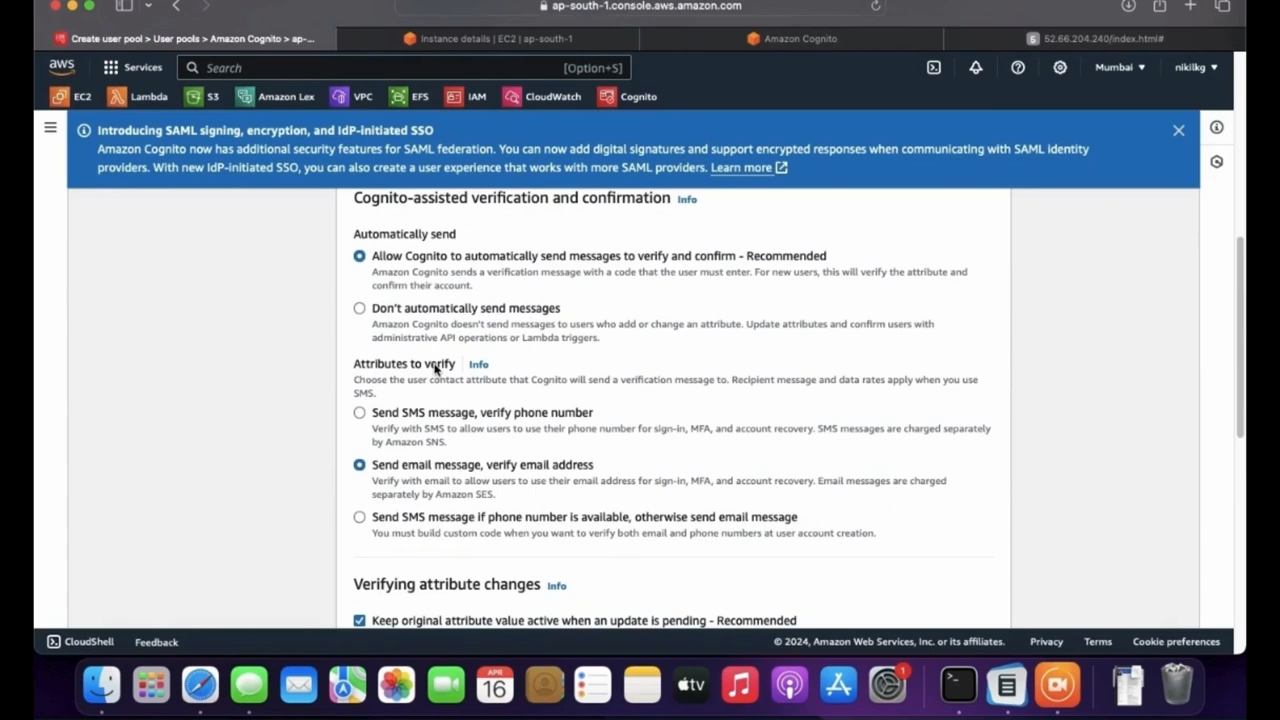 ap-south-1.console.aws.amazon.com
Create user pool > User pools > Amazon Cognito > ap-...
Instance details | EC2 | ap-south-1
Amazon Cognito
52.66.204.240/index.html#
aws
Services
Search
[Option+S]
Mumbai
nikilkg
EC2
Lambda
S3
Amazon Lex
VPC
EFS
IAM
CloudWatch
Cognito
Introducing SAML signing, encryption, and IdP-initiated SSO
Amazon Cognito now has additional security features for SAML federation. You can now add digital signatures and support encrypted responses when communicating with SAML identity
providers. With new IdP-initiated SSO, you can also create a user experience that works with more SAML providers. Learn more
Cognito-assisted verification and confirmation Info
Automatically send
Allow Cognito to automatically send messages to verify and confirm - Recommended
Amazon Cognito sends a verification message with a code that the user must enter. For new users, this will verify the attribute and
confirm their account.
Don't automatically send messages
Amazon Cognito doesn't send messages to users who add or change an attribute. Update attributes and confirm users with
administrative API operations or Lambda triggers.
Attributes to verify Info
Choose the user contact attribute that Cognito will send a verification message to. Recipient message and data rates apply when you use
SMS.
Send SMS message, verify phone number
Verify with SMS to allow users to use their phone number for sign-in, MFA, and account recovery. SMS messages are charged separately
by Amazon SNS.
Send email message, verify email address
Verify with email to allow users to use their email address for sign-in, MFA, and account recovery. Email messages are charged
separately by Amazon SES.
Send SMS message if phone number is available, otherwise send email message
You must build custom code when you want to verify both email and phone numbers at user account creation.
Verifying attribute changes Info
Keep original attribute value active when an update is pending - Recommended
CloudShell
Feedback
© 2024, Amazon Web Services, Inc. or its affiliates.
Privacy
Terms
Cookie preferences
APR
16
tv
1